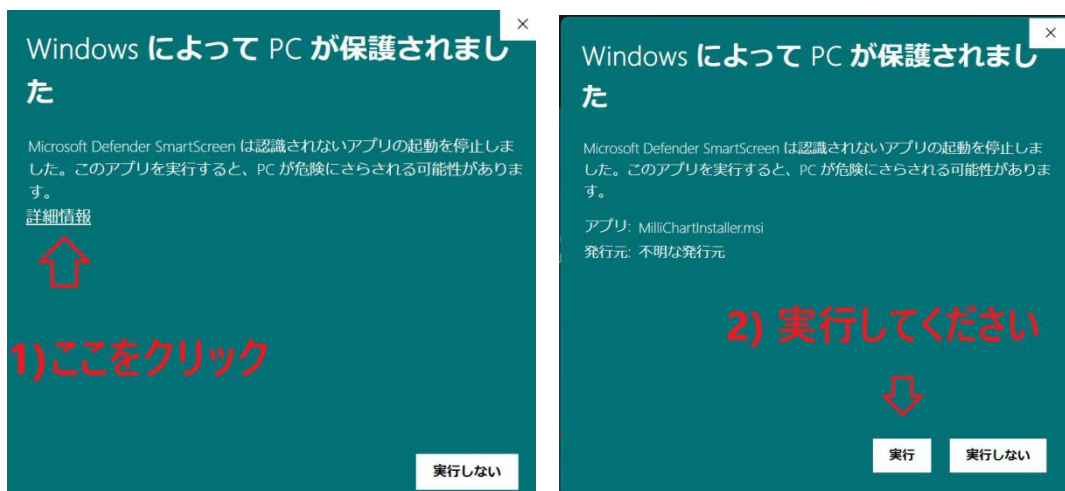 Windows によって PC が保護されまし
た
Microsoft Defender SmartScreen は認識されないアプリの起動を停止しま
した。このアプリを実行すると、PC が危険にさらされる可能性がありま
す。
詳細情報
1)ここをクリック
実行しない
Windows によって PC が保護されまし
た
Microsoft Defender SmartScreen は認識されないアプリの起動を停止しま
した。このアプリを実行すると、PC が危険にさらされる可能性がありま
す。
アプリ: MilliChartInstaller.msi
発行元: 不明な発行元
2) 実行してください
実行 実行しない